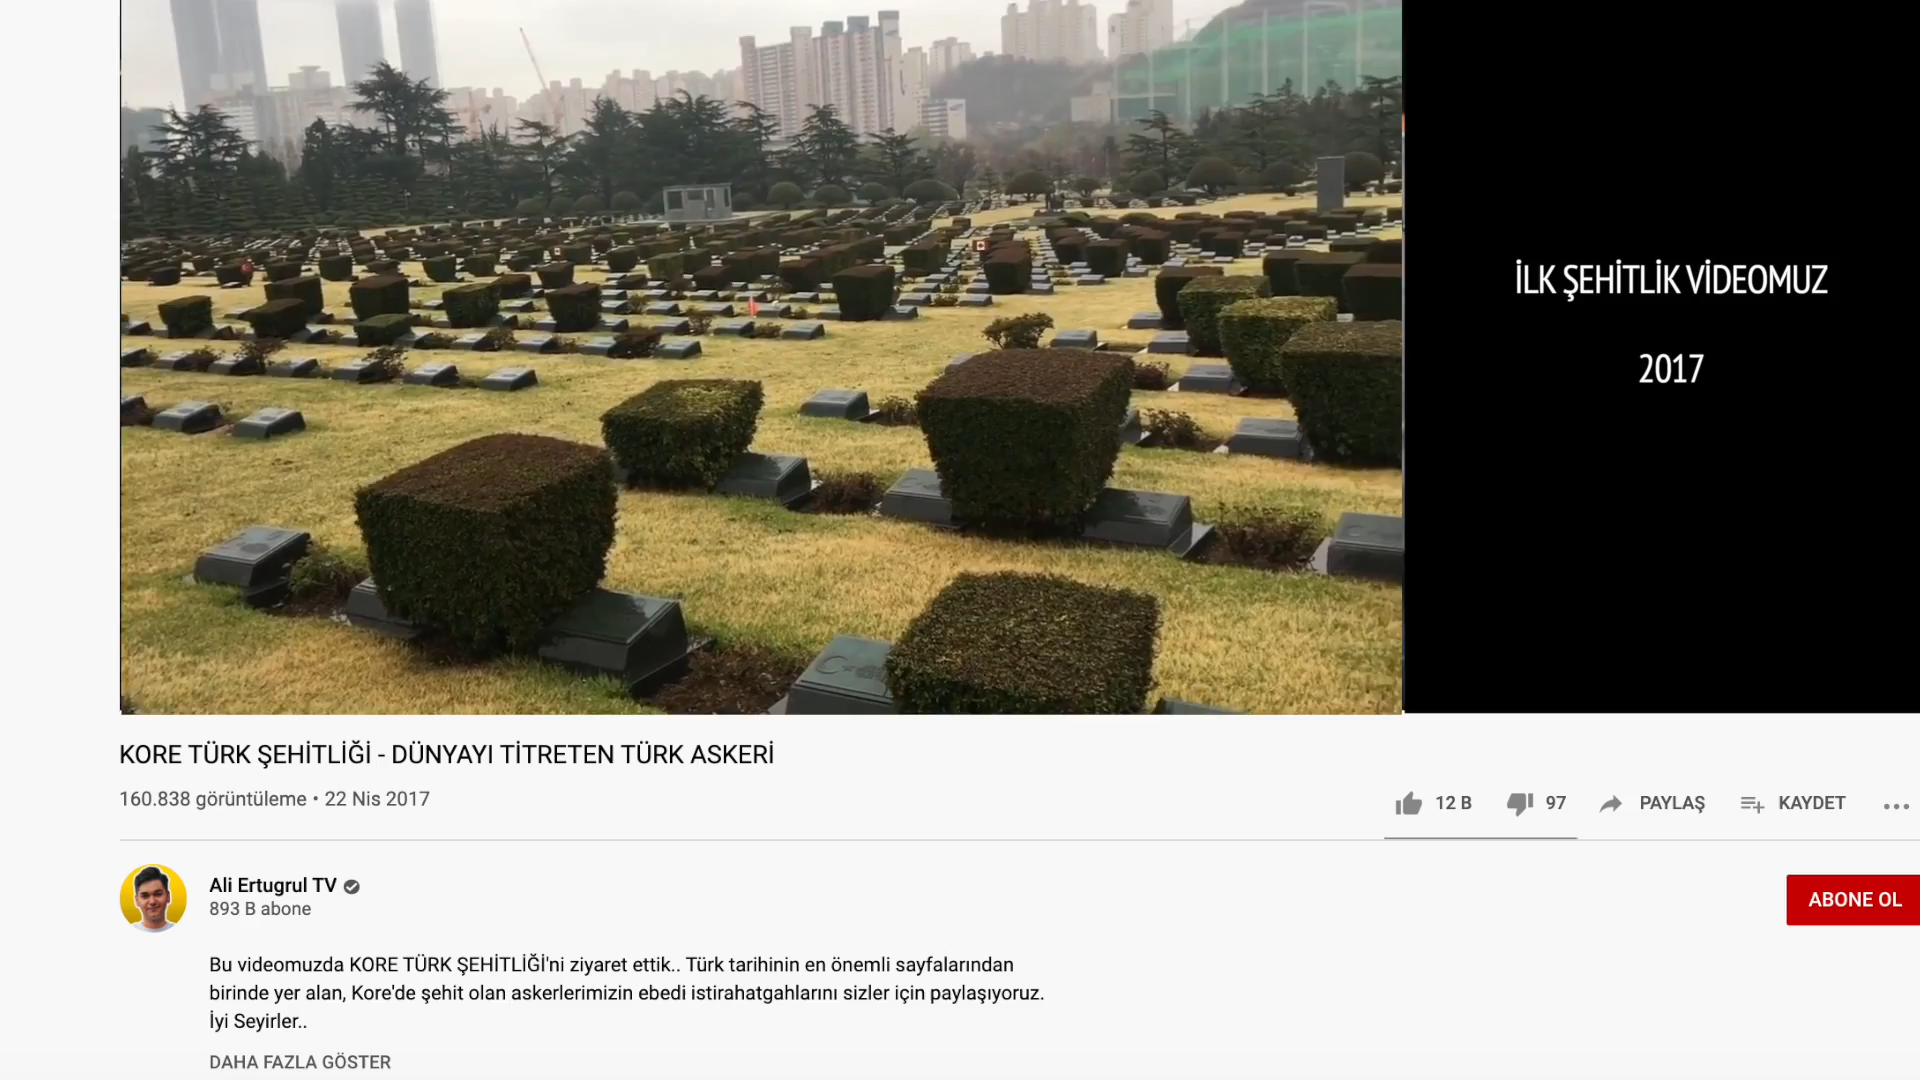 İLK ŞEHİTLİK VİDEOMUZ
2017
KORE TÜRK ŞEHİTLİĞİ - DÜNYAYI TİTRETEN TÜRK ASKERİ
160.838 görüntüleme • 22 Nis 2017
12 B 97 PAYLAŞ KAYDET ...
Ali Ertugrul TV
893 B abone
ABONE OL
Bu videomuzda KORE TÜRK ŞEHİTLİĞİ'ni ziyaret ettik.. Türk tarihinin en önemli sayfalarından
birinde yer alan, Kore'de şehit olan askerlerimizin ebedi istirahatgahlarını sizler için paylaşıyoruz.
İyi Seyirler..
DAHA FAZLA GÖSTER